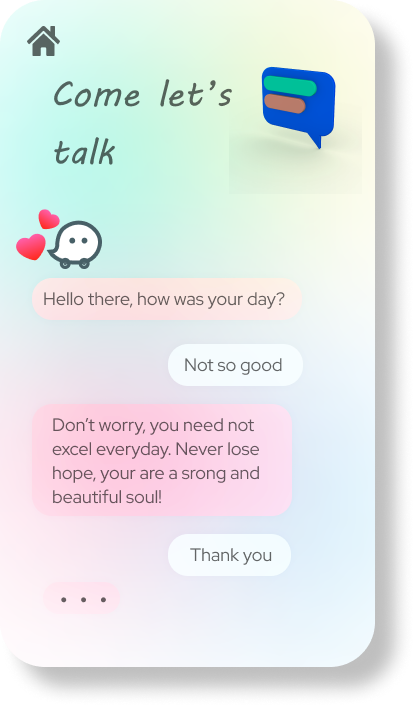 Come let's
talk
Hello there, how was your day?
Not so good
Don't worry, you need not
excel everyday. Never lose
hope, your are a srong and
beautiful soul!
Thank you
• • •